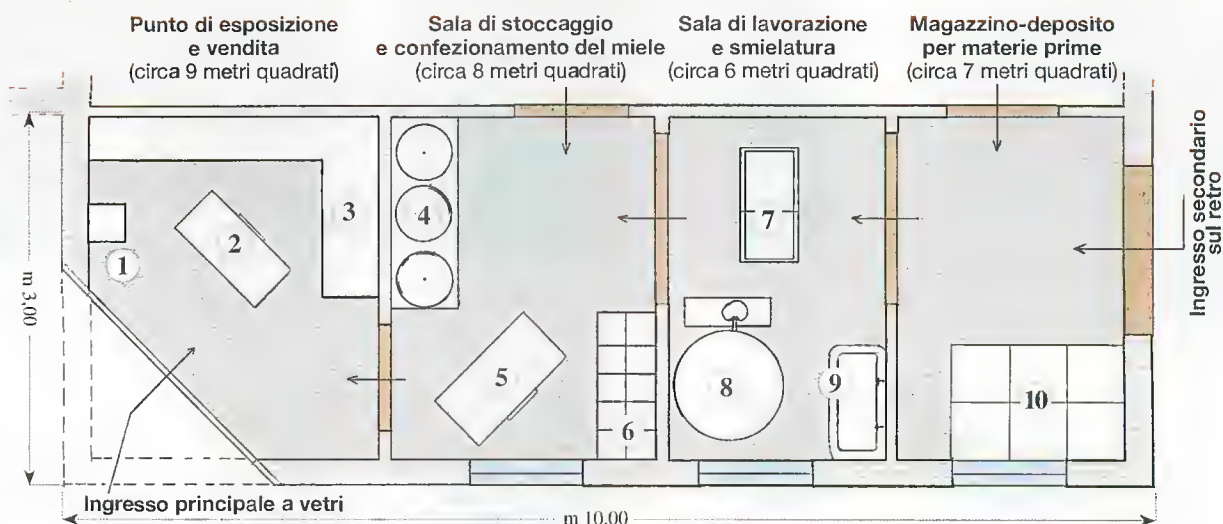 Punto di esposizione
e vendita
(circa 9 metri quadrati)
Sala di stoccaggio
e confezionamento del miele
(circa 8 metri quadrati)
Sala di lavorazione
e smielatura
(circa 6 metri quadrati)
Magazzino-deposito
per materie prime
(circa 7 metri quadrati)
1
2
3
4
5
6
7
8
9
10
m 3,00
Ingresso secondario
sul retro
Ingresso principale a vetri
m 10,00